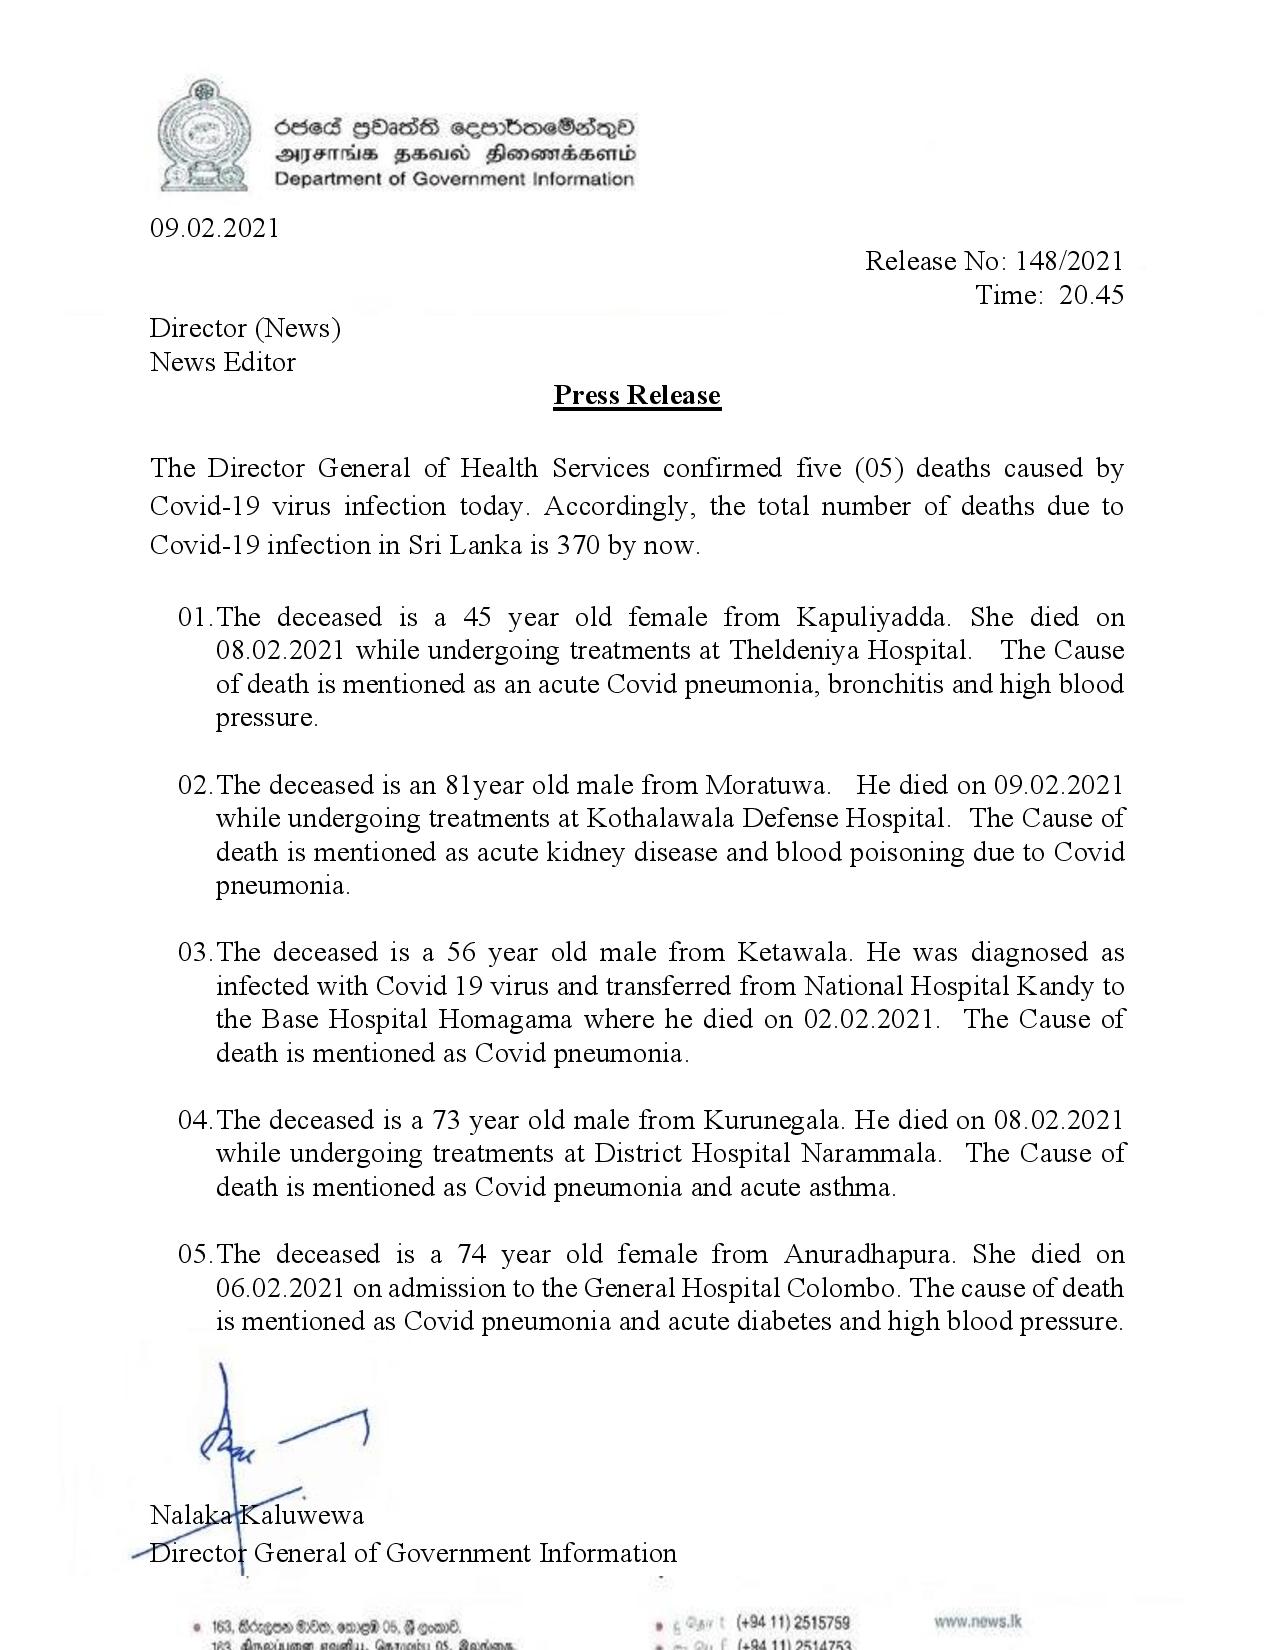 රජයේ ප්‍රවෘත්ති දෙපාර්තමේන්තුව
அரசாங்க தகவல் திணைக்களம்
Department of Government Information
09.02.2021
Release No: 148/2021
Time: 20.45
Director (News)
News Editor
Press Release
The Director General of Health Services confirmed five (05) deaths caused by
Covid-19 virus infection today. Accordingly, the total number of deaths due to
Covid-19 infection in Sri Lanka is 370 by now.
01. The deceased is a 45 year old female from Kapuliyadda. She died on
08.02.2021 while undergoing treatments at Theldeniya Hospital. The Cause
of death is mentioned as an acute Covid pneumonia, bronchitis and high blood
pressure.
02. The deceased is an 81year old male from Moratuwa. He died on 09.02.2021
while undergoing treatments at Kothalawala Defense Hospital. The Cause of
death is mentioned as acute kidney disease and blood poisoning due to Covid
pneumonia.
03. The deceased is a 56 year old male from Ketawala. He was diagnosed as
infected with Covid 19 virus and transferred from National Hospital Kandy to
the Base Hospital Homagama where he died on 02.02.2021. The Cause of
death is mentioned as Covid pneumonia.
04. The deceased is a 73 year old male from Kurunegala. He died on 08.02.2021
while undergoing treatments at District Hospital Narammala. The Cause of
death is mentioned as Covid pneumonia and acute asthma.
05. The deceased is a 74 year old female from Anuradhapura. She died on
06.02.2021 on admission to the General Hospital Colombo. The cause of death
is mentioned as Covid pneumonia and acute diabetes and high blood pressure.
Nalaka Kaluwewa
Director General of Government Information
163, කිරුලපන මාවත, කොළඹ 05, ශ්‍රී ලංකාව.
(+94 11) 2515759
www.news.lk
163, 05, இலங்கை.
(+94 11) 2514753